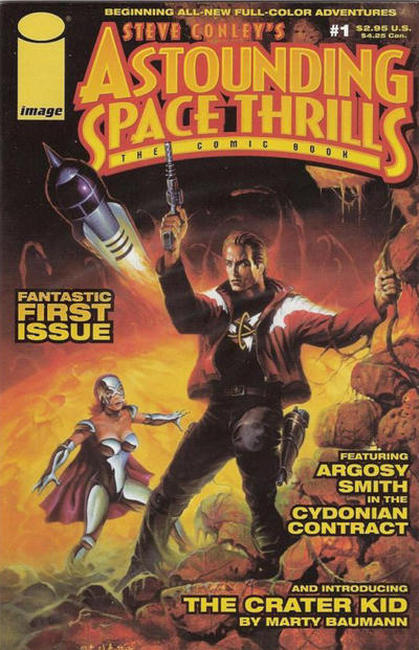 BEGINNING ALL-NEW FULL-COLOR ADVENTURES
STEVE CONLEY'S
#1 $2.95 U.S.
$4.25 Can.
ASTOUNDING
SPACE THRILLS
THE COMIC BOOK
image
FANTASTIC
FIRST
ISSUE
FEATURING
ARGOSY
SMITH
IN THE
CYDONIAN
CONTRACT
AND INTRODUCING
THE CRATER KID
BY MARTY BAUMANN